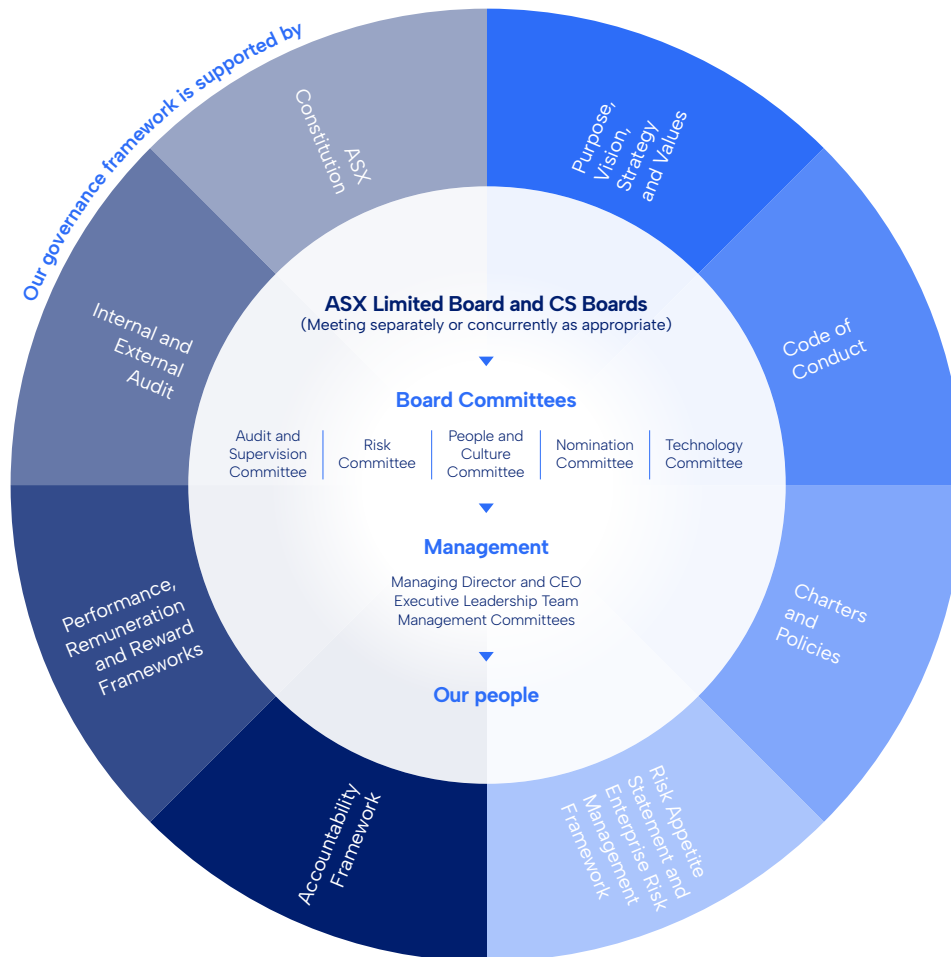 Our governance framework is supported by
Purpose,
Vision,
Strategy
and Values
Code of
Conduct
Charters
and
Policies
Risk Appetite
Statement and
Enterprise Risk
Management
Framework
Accountability
Framework
Performance,
Remuneration
and Reward
Frameworks
Internal and
External
Audit
ASX
Constitution
ASX Limited Board and CS Boards
(Meeting separately or concurrently as appropriate)
Board Committees
Audit and
Supervision
Committee
Risk
Committee
People and
Culture
Committee
Nomination
Committee
Technology
Committee
Management
Managing Director and CEO
Executive Leadership Team
Management Committees
Our people